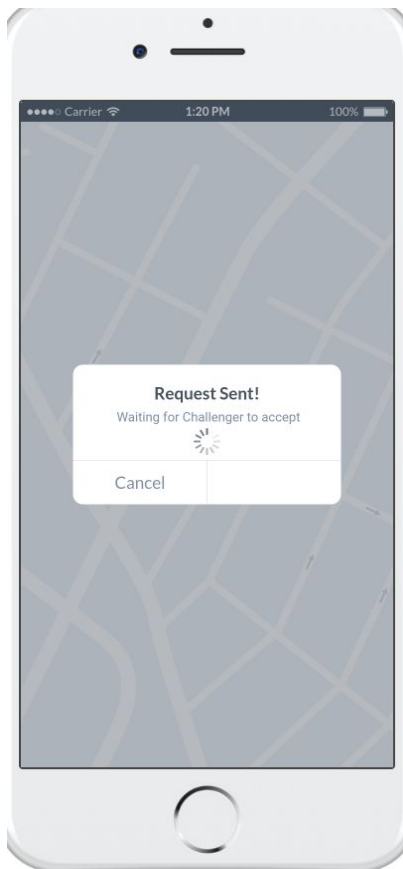 Carrier 1:20 PM 100%
Request Sent!
Waiting for Challenger to accept
Cancel